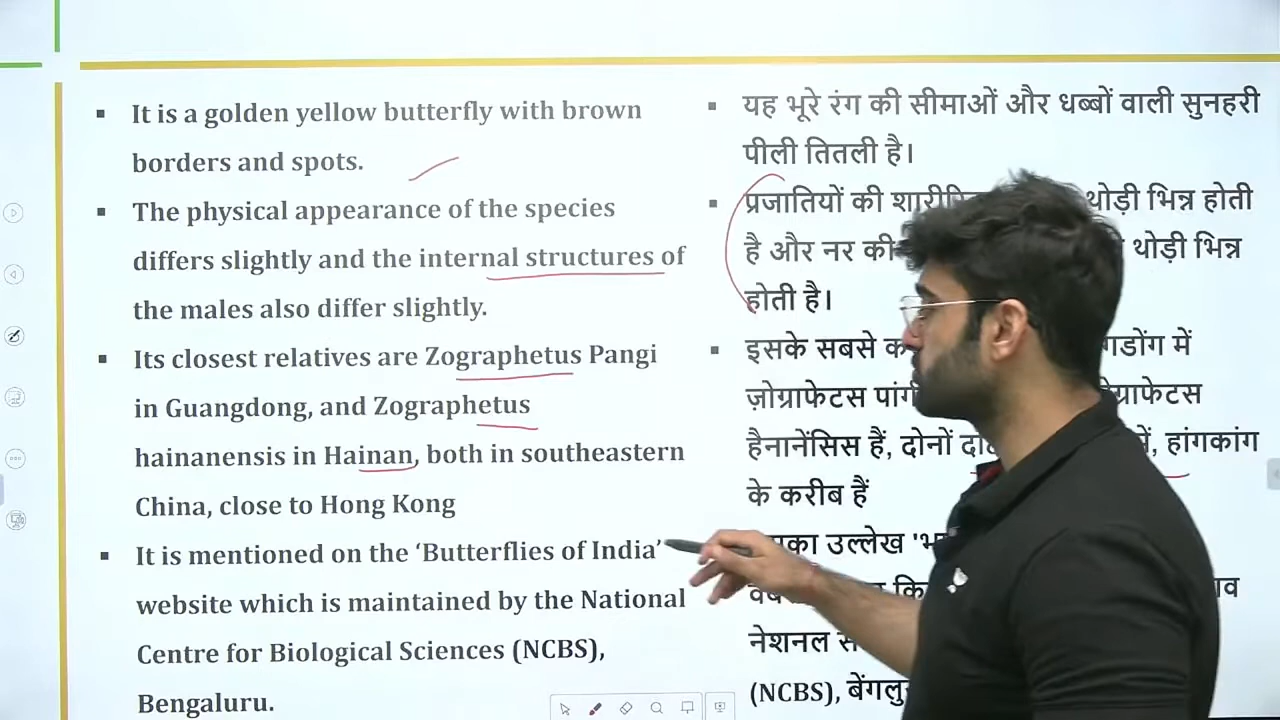 It is a golden yellow butterfly with brown
borders and spots.
The physical appearance of the species
differs slightly and the internal structures of
the males also differ slightly.
Its closest relatives are Zographetus Pangi
in Guangdong, and Zographetus
hainanensis in Hainan, both in southeastern
China, close to Hong Kong
It is mentioned on the ‘Butterflies of India’
website which is maintained by the National
Centre for Biological Sciences (NCBS),
Bengaluru.
यह भूरे रंग की सीमाओं और धब्बों वाली सुनहरी
पीली तितली है।
प्रजातियों की थोड़ी भिन्न होती
है और नर की थोड़ी भिन्न
होती है।
इसके सबसे में
ज़ोग्राफेटस
हैनानेंसिस हैं, दोनों हांगकांग
के करीब हैं
उल्लेख
नेशनल
(NCBS),